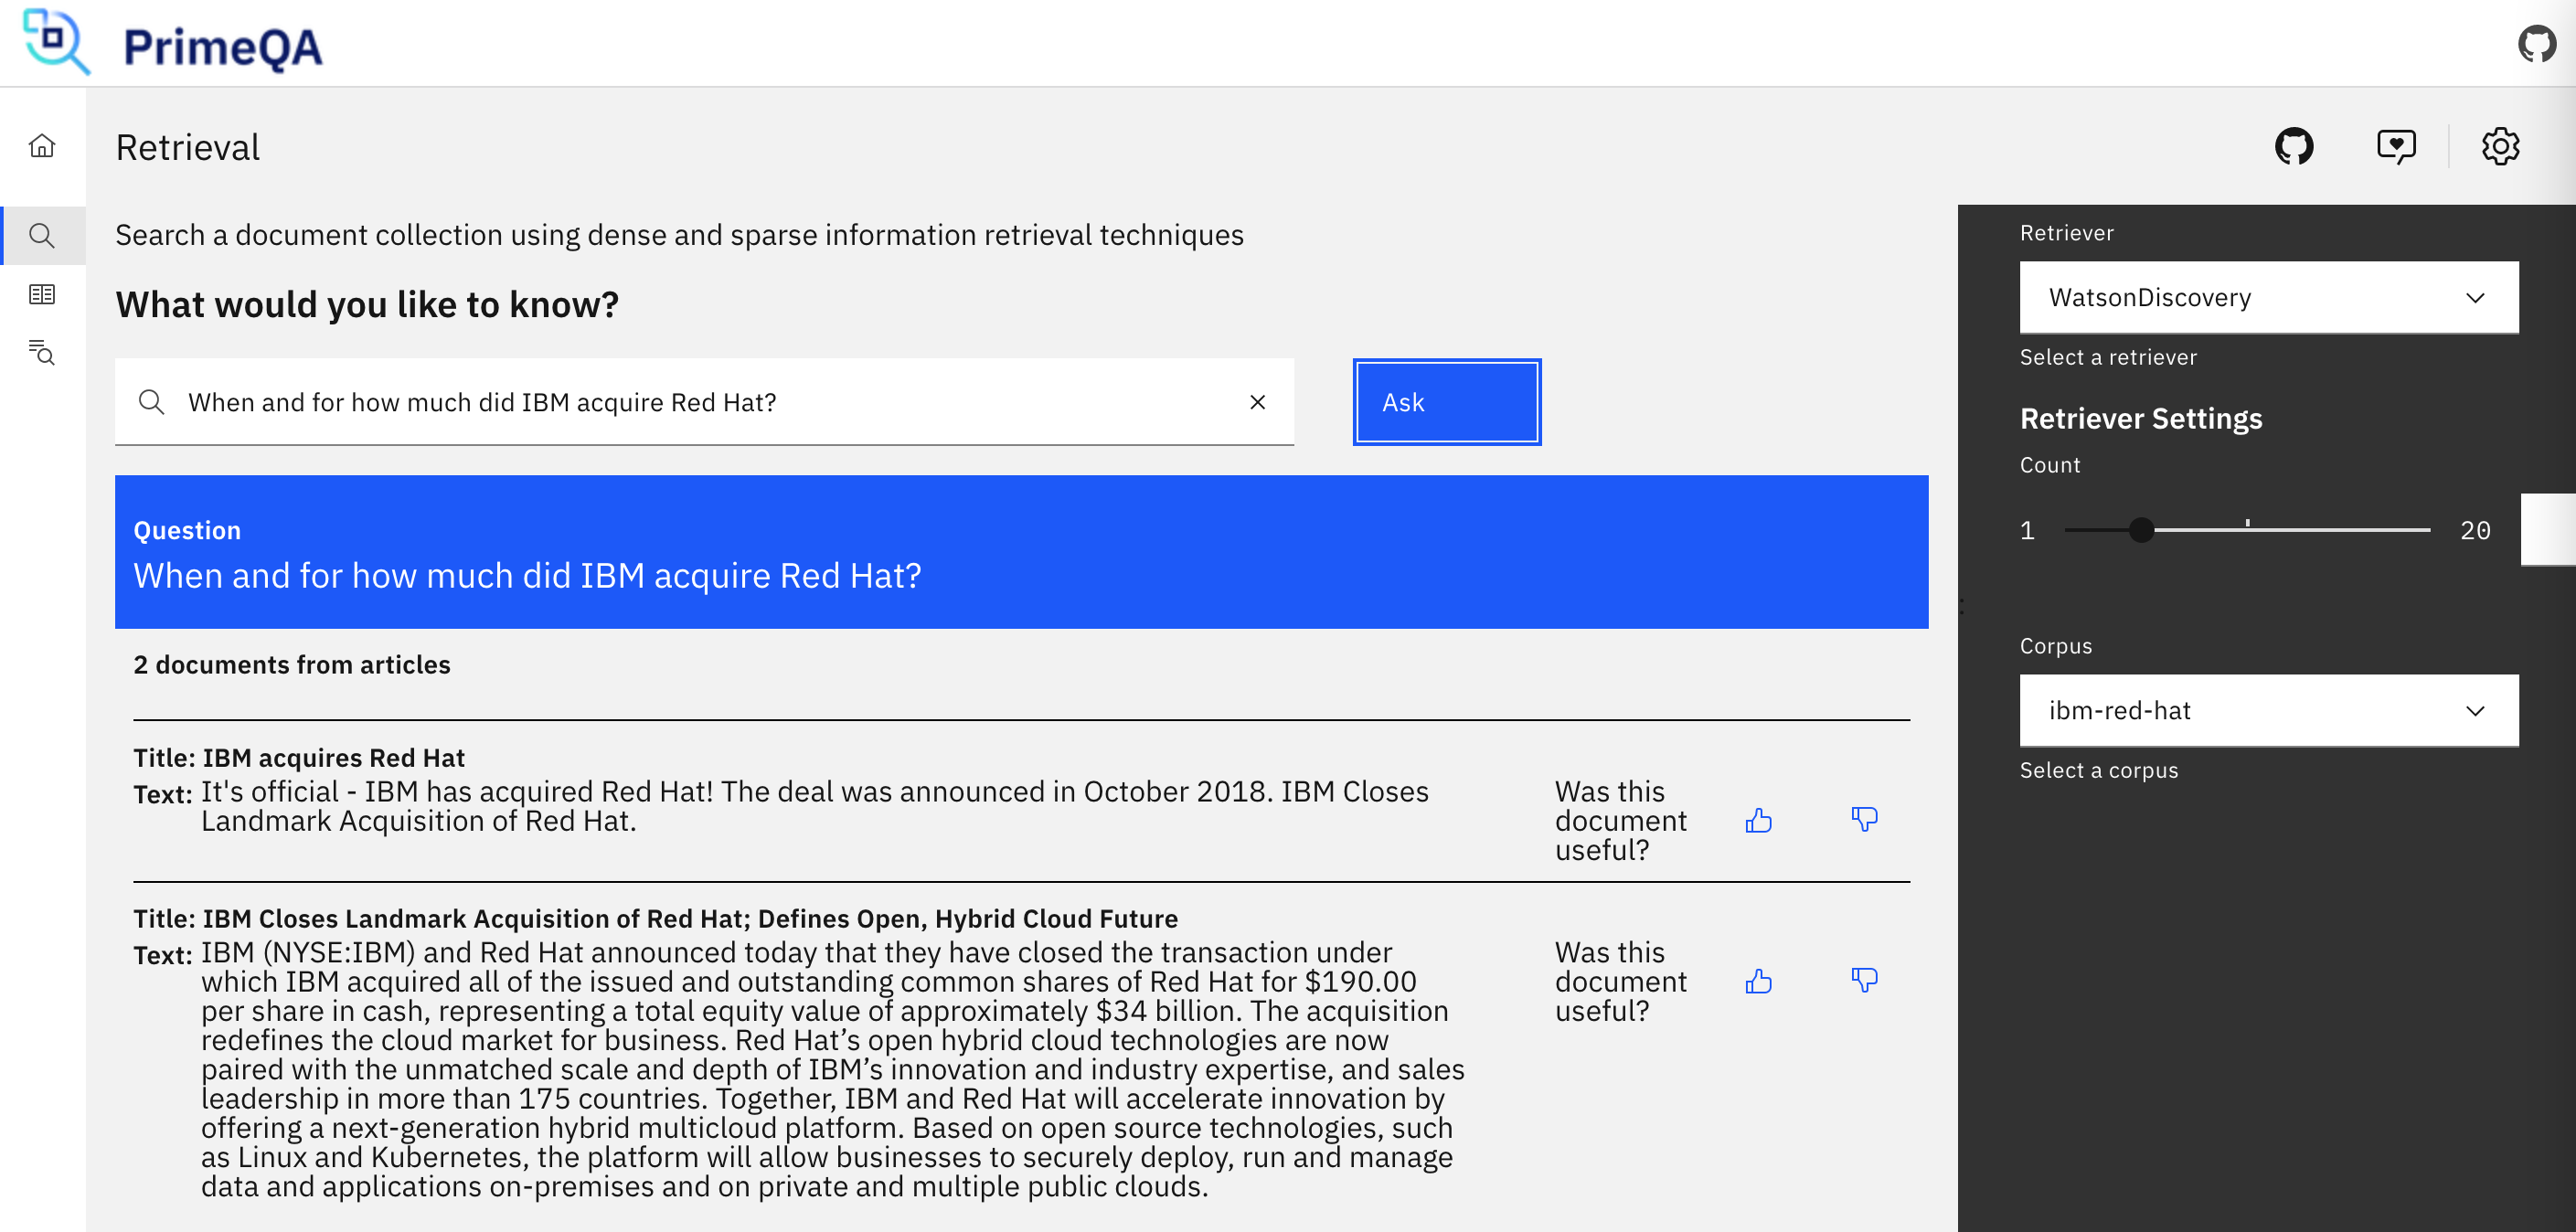 PrimeQA
Retrieval
Search a document collection using dense and sparse information retrieval techniques
What would you like to know?
When and for how much did IBM acquire Red Hat?
Ask
Question
When and for how much did IBM acquire Red Hat?
2 documents from articles
Title: IBM acquires Red Hat
Text: It's official - IBM has acquired Red Hat! The deal was announced in October 2018. IBM Closes
Landmark Acquisition of Red Hat.
Was this
document
useful?
Title: IBM Closes Landmark Acquisition of Red Hat; Defines Open, Hybrid Cloud Future
Text: IBM (NYSE:IBM) and Red Hat announced today that they have closed the transaction under
which IBM acquired all of the issued and outstanding common shares of Red Hat for $190.00
per share in cash, representing a total equity value of approximately $34 billion. The acquisition
redefines the cloud market for business. Red Hat’s open hybrid cloud technologies are now
paired with the unmatched scale and depth of IBM’s innovation and industry expertise, and sales
leadership in more than 175 countries. Together, IBM and Red Hat will accelerate innovation by
offering a next-generation hybrid multicloud platform. Based on open source technologies, such
as Linux and Kubernetes, the platform will allow businesses to securely deploy, run and manage
data and applications on-premises and on private and multiple public clouds.
Was this
document
useful?
Retriever
WatsonDiscovery
Select a retriever
Retriever Settings
Count
1 20
Corpus
ibm-red-hat
Select a corpus